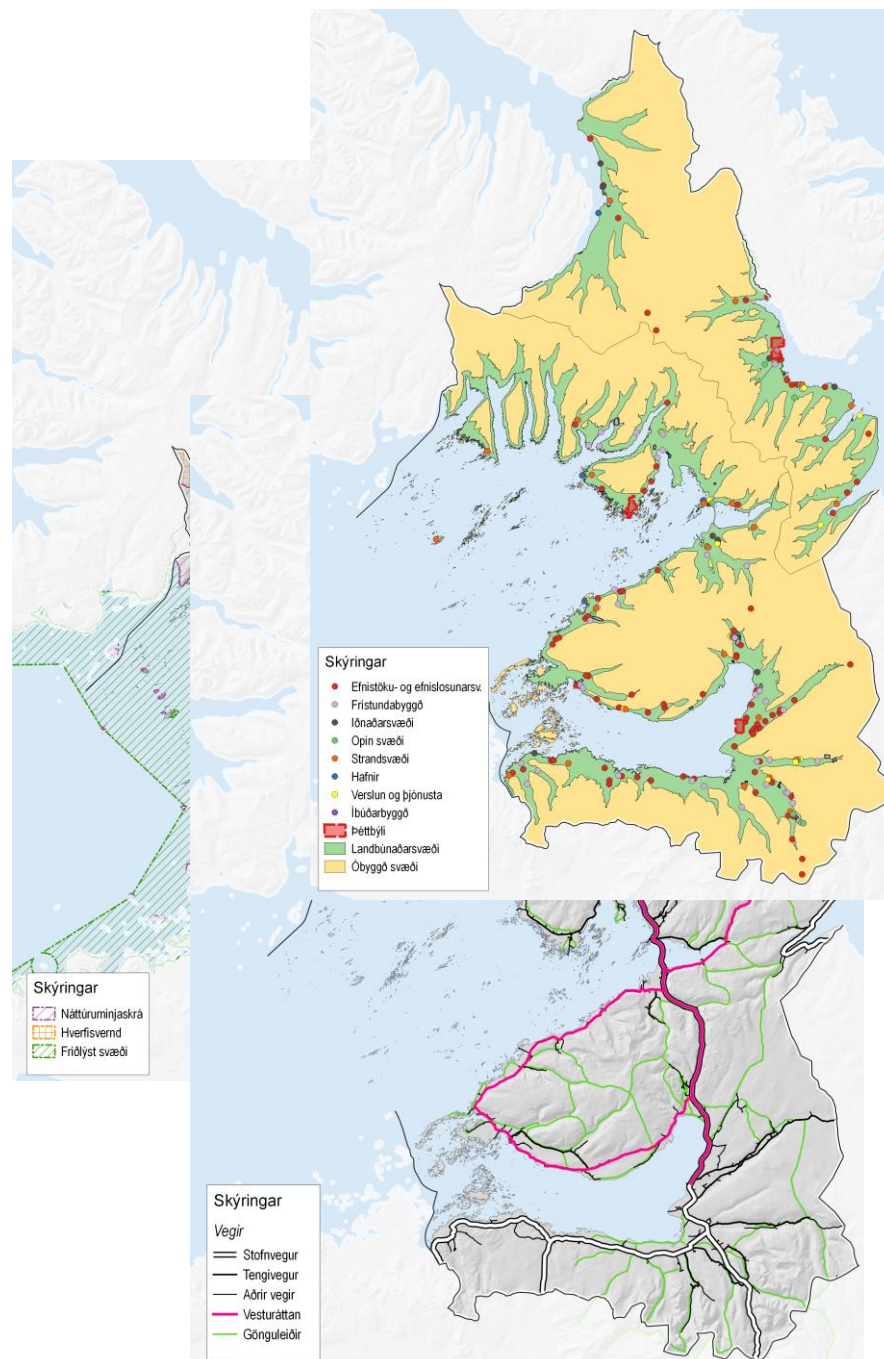 Skýringar
Efnistöku- og efnislosunarsv.
Frístundabyggð
Iðnaðarsvæði
Opin svæði
Strandsvæði
Hafnir
Verslun og þjónusta
Íbúðarbyggð
Þéttbýli
Landbúnaðarsvæði
Óbyggð svæði
Skýringar
Náttúruminjaskrá
Hverfisvernd
Friðlýst svæði
Skýringar
Vegir
Stofnvegur
Tengivegur
Aðrir vegir
Vesturáttan
Gönguleiðir